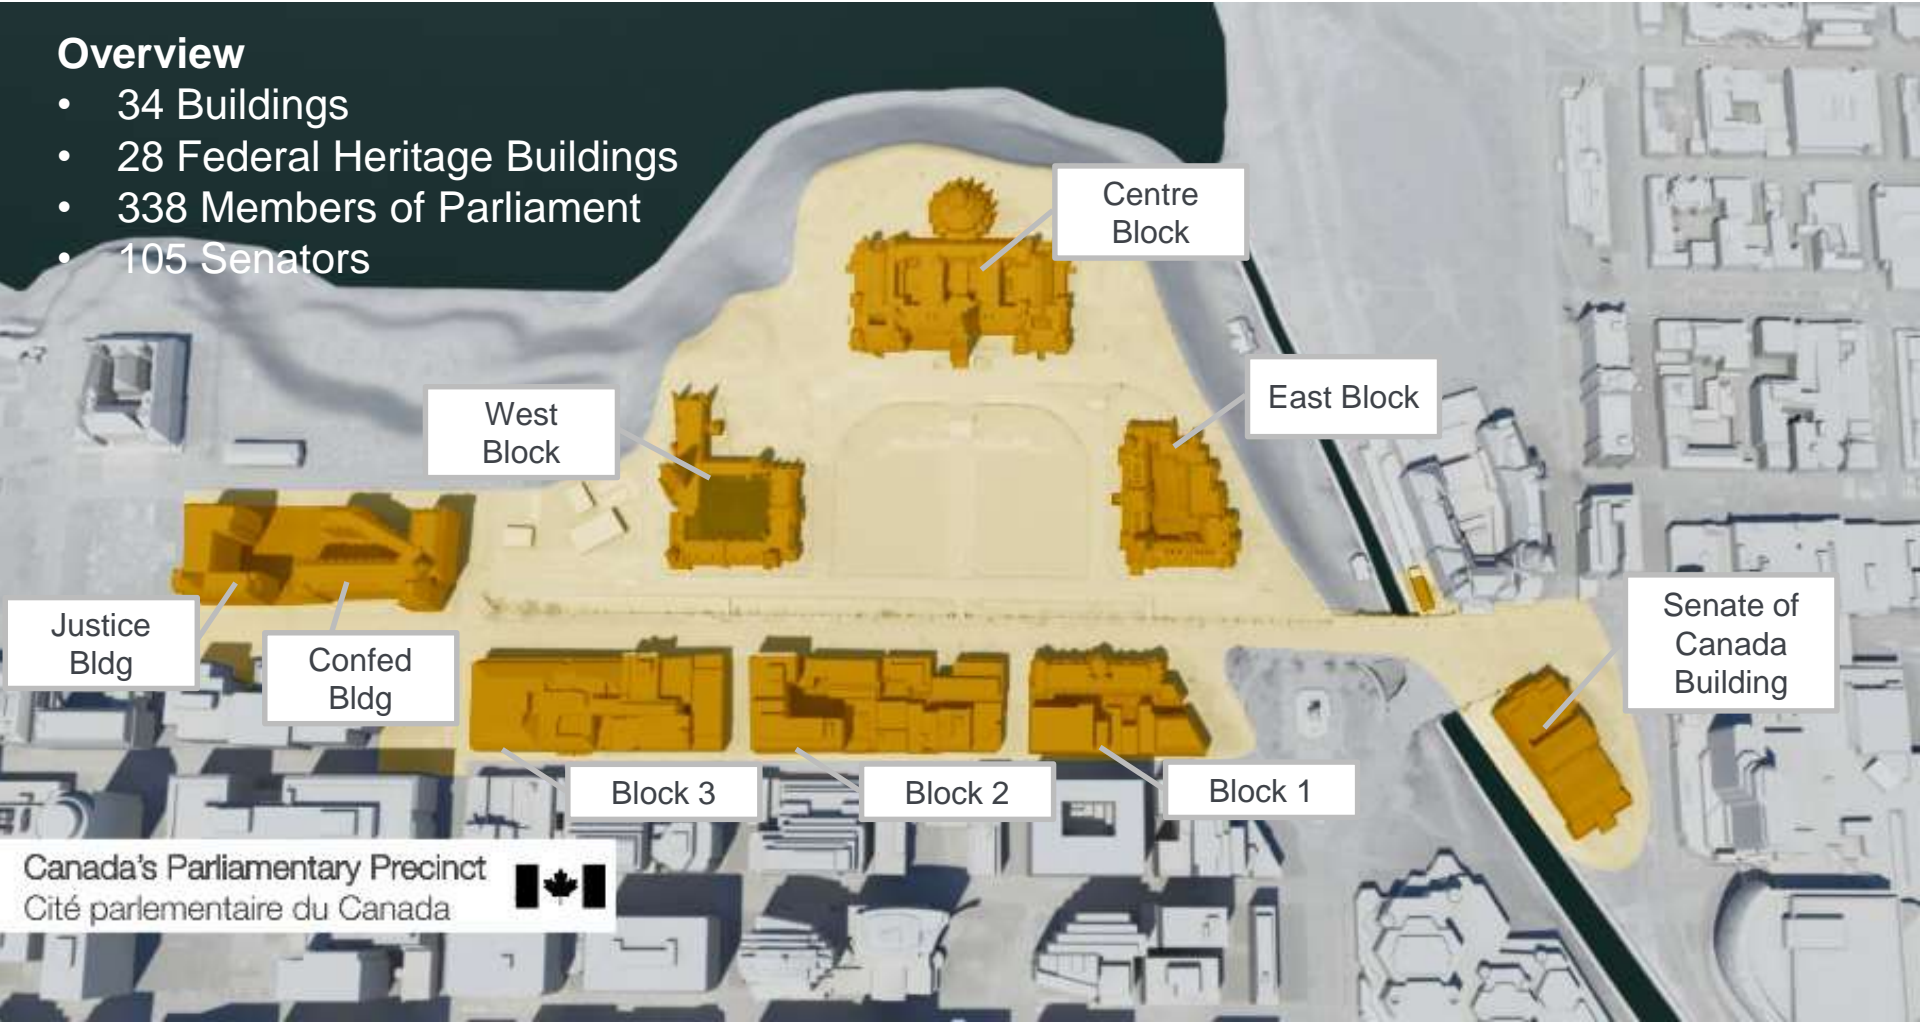 Overview
• 34 Buildings
• 28 Federal Heritage Buildings
• 338 Members of Parliament
• 105 Senators
Centre
Block
East Block
West
Block
Justice
Bldg
Confed
Bldg
Senate of
Canada
Building
Block 3
Block 2
Block 1
Canada's Parliamentary Precinct
Cité parlementaire du Canada